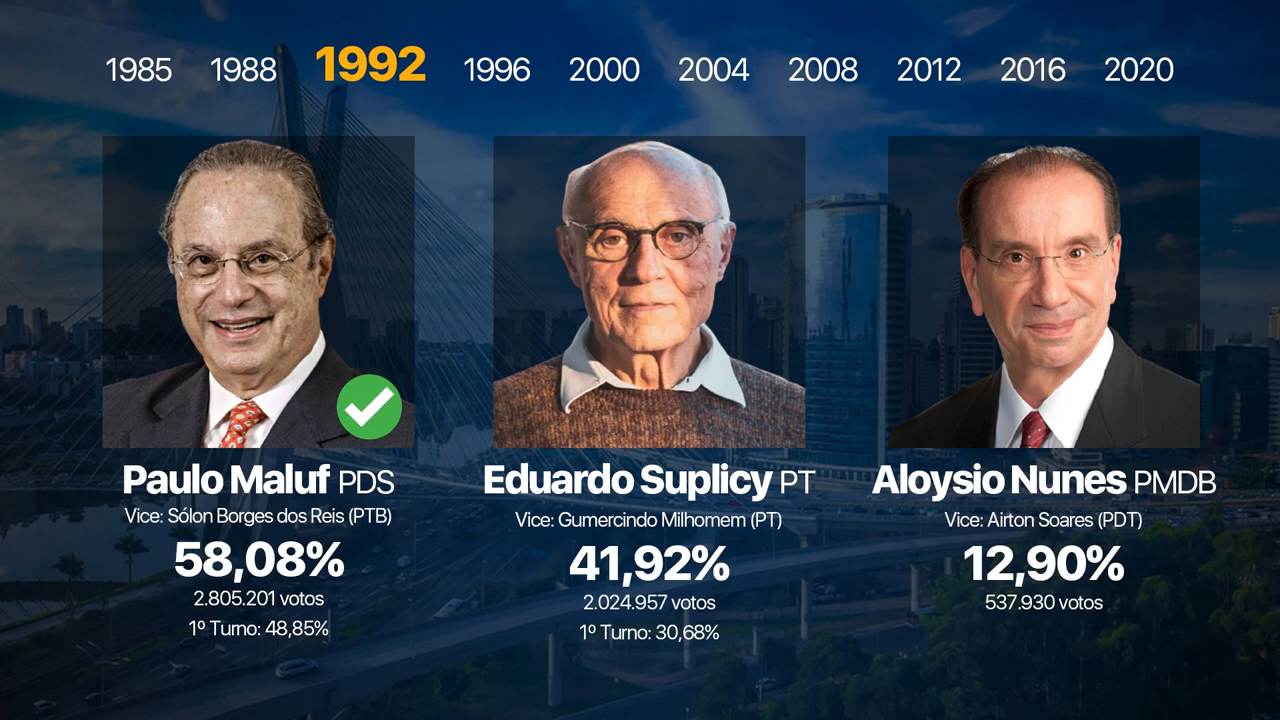 1985 1988 1992 1996 2000 2004 2008 2012 2016 2020
Paulo Maluf PDS
Vice: Sólon Borges dos Reis (PTB)
58,08%
2.805.201 votos
1º Turno: 48,85%
Eduardo Suplicy PT
Vice: Gumercindo Milhomem (PT)
41,92%
2.024.957 votos
1º Turno: 30,68%
Aloysio Nunes PMDB
Vice: Airton Soares (PDT)
12,90%
537.930 votos